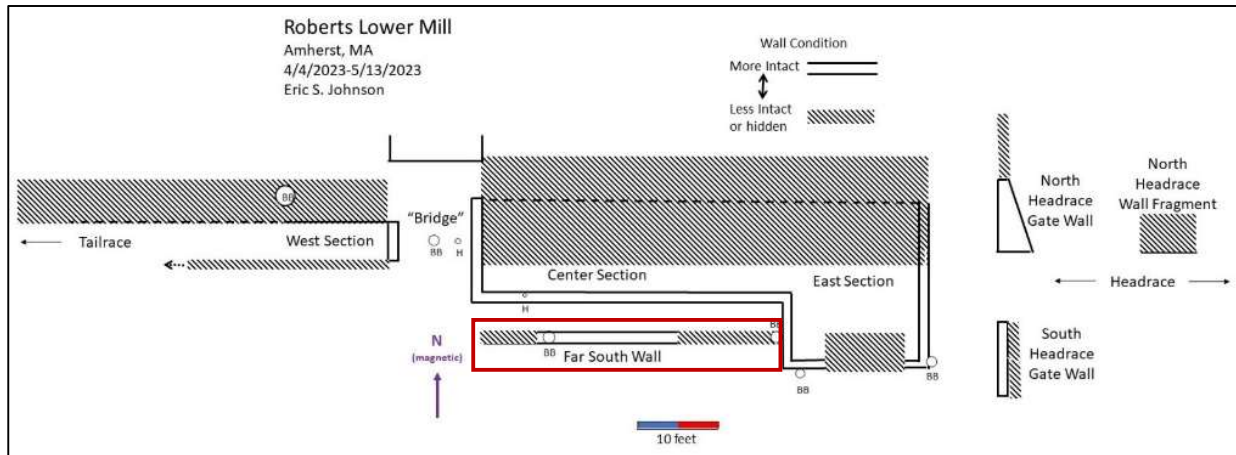 Roberts Lower Mill
Amherst, MA
4/4/2023-5/13/2023
Eric S. Johnson
Wall Condition
More Intact
Less Intact
or hidden
BB
"Bridge"
West Section
Tailrace
BB
H
Center Section
East Section
H
North
Headrace
Gate Wall
North
Headrace
Wall Fragment
Headrace
N
(magnetic)
BB
Far South Wall
BB
BB
BB
South
Headrace
Gate Wall
10 feet